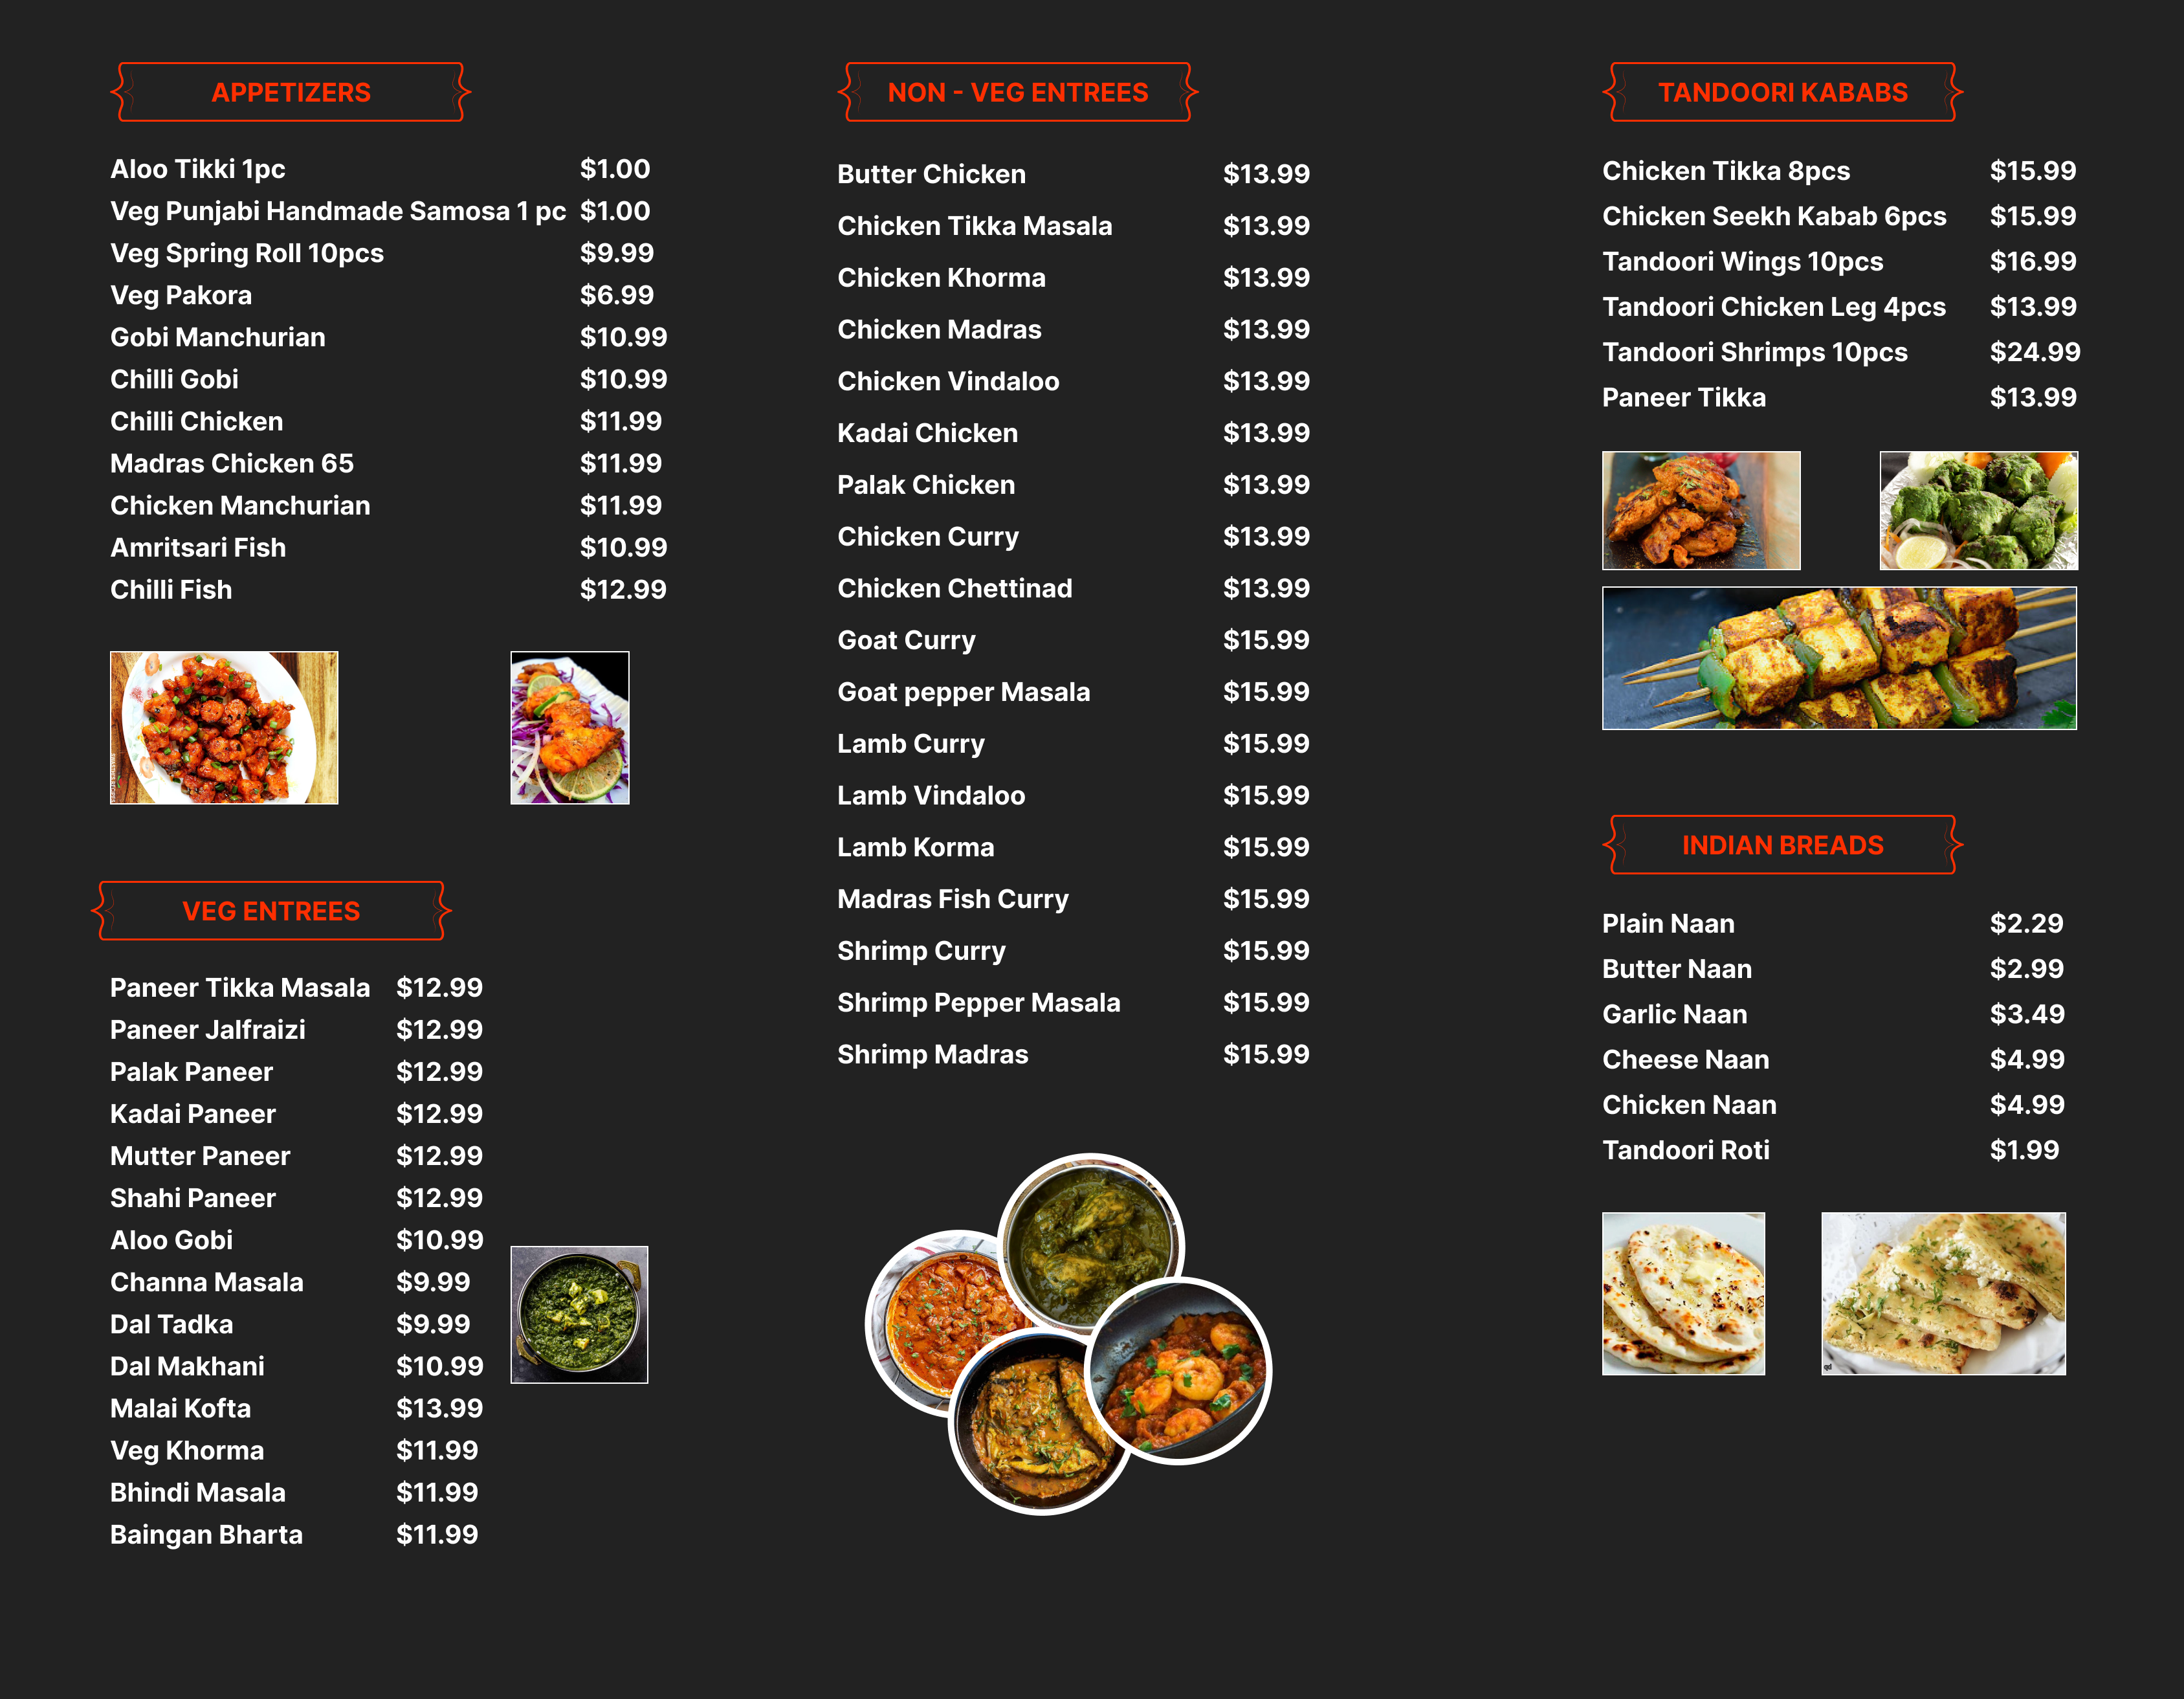 APPETIZERS
Aloo Tikki 1pc $1.00
Veg Punjabi Handmade Samosa 1 pc $1.00
Veg Spring Roll 10pcs $9.99
Veg Pakora $6.99
Gobi Manchurian $10.99
Chilli Gobi $10.99
Chilli Chicken $11.99
Madras Chicken 65 $11.99
Chicken Manchurian $11.99
Amritsari Fish $10.99
Chilli Fish $12.99
VEG ENTREES
Paneer Tikka Masala $12.99
Paneer Jalfraizi $12.99
Palak Paneer $12.99
Kadai Paneer $12.99
Mutter Paneer $12.99
Shahi Paneer $12.99
Aloo Gobi $10.99
Channa Masala $9.99
Dal Tadka $9.99
Dal Makhani $10.99
Malai Kofta $13.99
Veg Khorma $11.99
Bhindi Masala $11.99
Baingan Bharta $11.99
NON - VEG ENTREES
Butter Chicken $13.99
Chicken Tikka Masala $13.99
Chicken Khorma $13.99
Chicken Madras $13.99
Chicken Vindaloo $13.99
Kadai Chicken $13.99
Palak Chicken $13.99
Chicken Curry $13.99
Chicken Chettinad $13.99
Goat Curry $15.99
Goat pepper Masala $15.99
Lamb Curry $15.99
Lamb Vindaloo $15.99
Lamb Korma $15.99
Madras Fish Curry $15.99
Shrimp Curry $15.99
Shrimp Pepper Masala $15.99
Shrimp Madras $15.99
TANDOORI KABABS
Chicken Tikka 8pcs $15.99
Chicken Seekh Kabab 6pcs $15.99
Tandoori Wings 10pcs $16.99
Tandoori Chicken Leg 4pcs $13.99
Tandoori Shrimps 10pcs $24.99
Paneer Tikka $13.99
INDIAN BREADS
Plain Naan $2.29
Butter Naan $2.99
Garlic Naan $3.49
Cheese Naan $4.99
Chicken Naan $4.99
Tandoori Roti $1.99